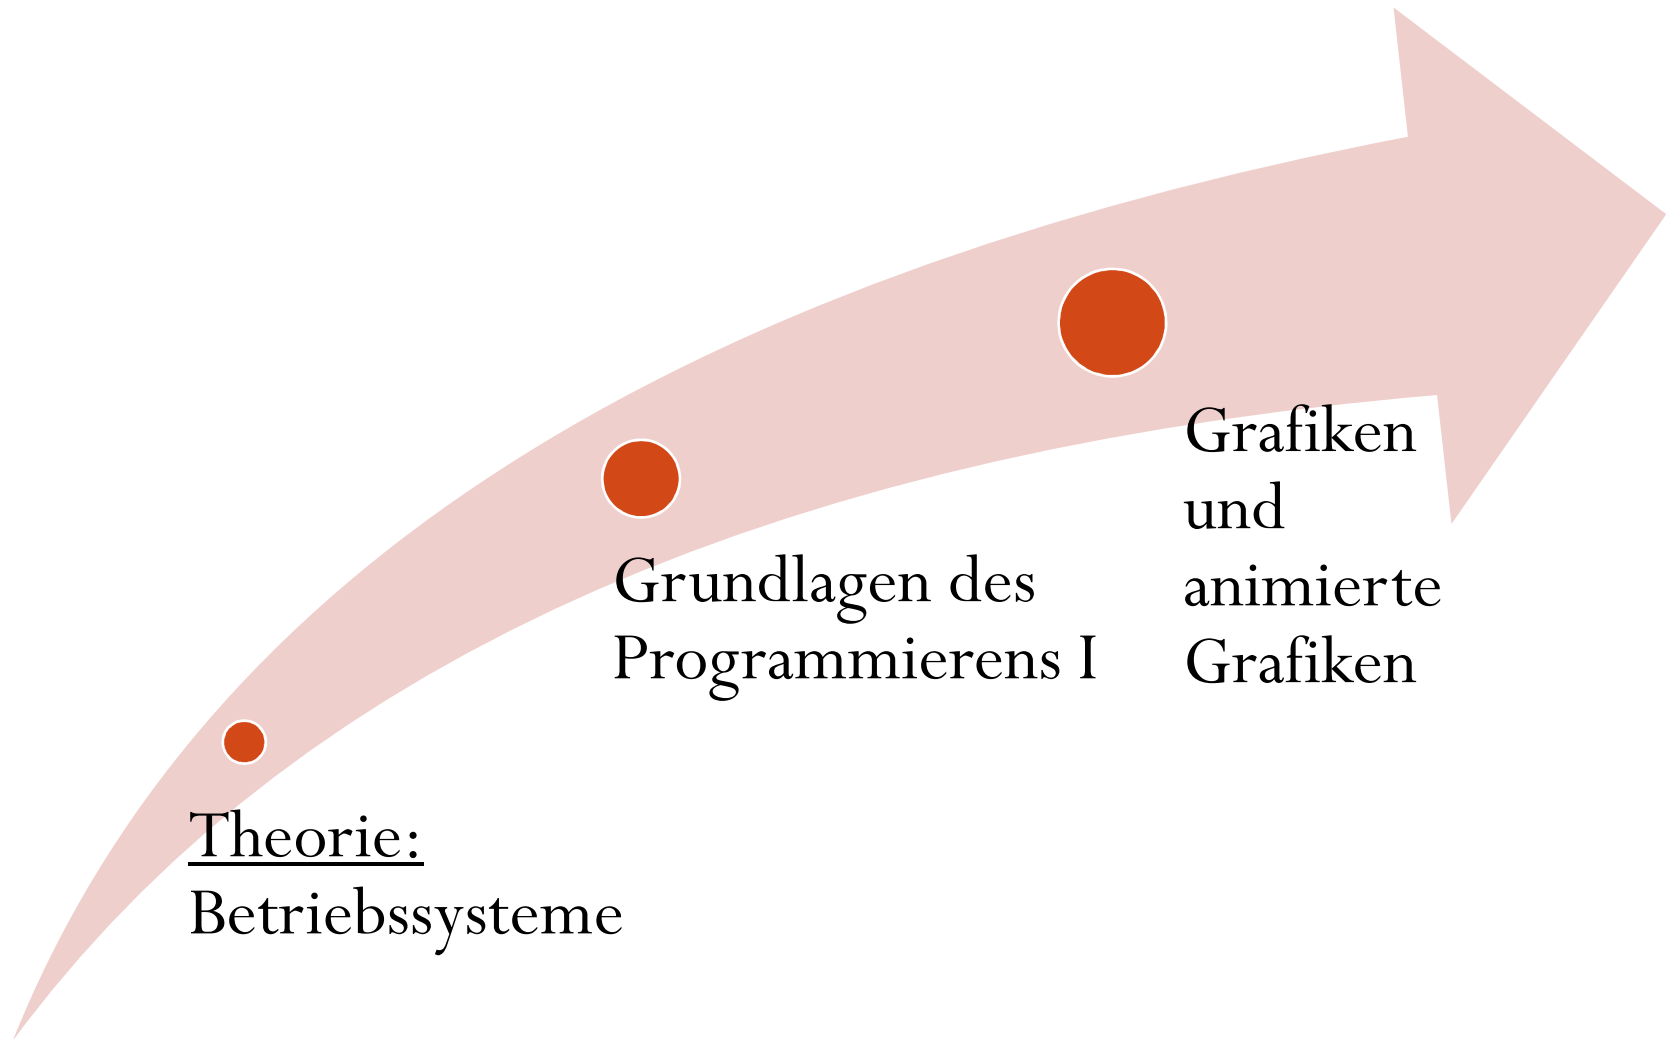 Theorie:
Betriebssysteme
Grundlagen des
Programmierens I
Grafiken
und
animierte
Grafiken